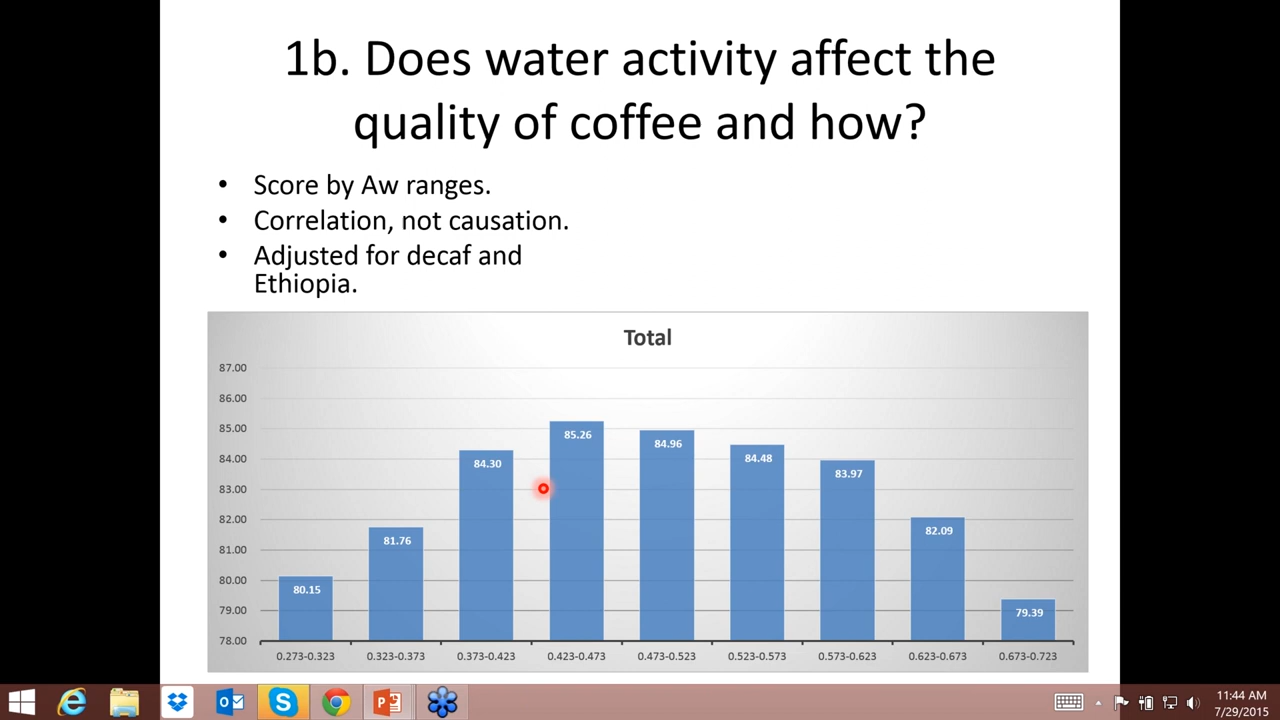 1b. Does water activity affect the
quality of coffee and how?
• Score by Aw ranges.
• Correlation, not causation.
• Adjusted for decaf and
Ethiopia.
Total
87.00
86.00
85.00
84.00
83.00
82.00
81.00
80.00
79.00
78.00
80.15
81.76
84.30
85.26
84.96
84.48
83.97
82.09
79.39
0.273-0.323 0.323-0.373 0.373-0.423 0.423-0.473 0.473-0.523 0.523-0.573 0.573-0.623 0.623-0.673 0.673-0.723
11:44 AM
7/29/2015